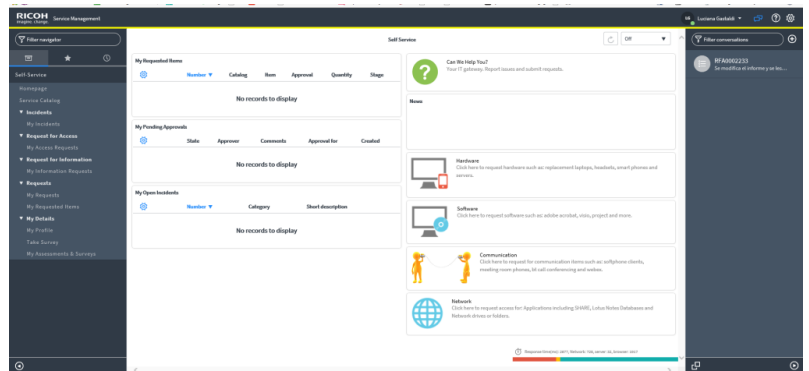 RICOH
imagine. change.
Service Management
Luciana Gastaldi
Filter navigator
Self-Service
Homepage
Service Catalog
Incidents
My Incidents
Request for Access
My Access Requests
Request for Information
My Information Requests
Requests
My Requests
My Requested Items
My Details
My Profile
Take Survey
My Assessments & Surveys
Self Service
Off
My Requested Items
Number Catalog Item Approval Quantity Stage
No records to display
My Pending Approvals
State Approver Comments Approval for Created
No records to display
My Open Incidents
Number Category Short description
No records to display
Can We Help You?
Your IT gateway. Report issues and submit requests.
News
Hardware
Click here to request hardware such as: replacement laptops, headsets, smart phones and
servers.
Software
Click here to request software such as: adobe acrobat, visio, project and more.
Communication
Click here to request for communication items such as: softphone clients,
meeting room phones, bt call conferencing and webex.
Network
Click here to request access for: Applications including SHARE, Lotus Notes Databases and
Network drives or folders.
Filter conversations
RFA0002233
Se modifica el informe y se les...